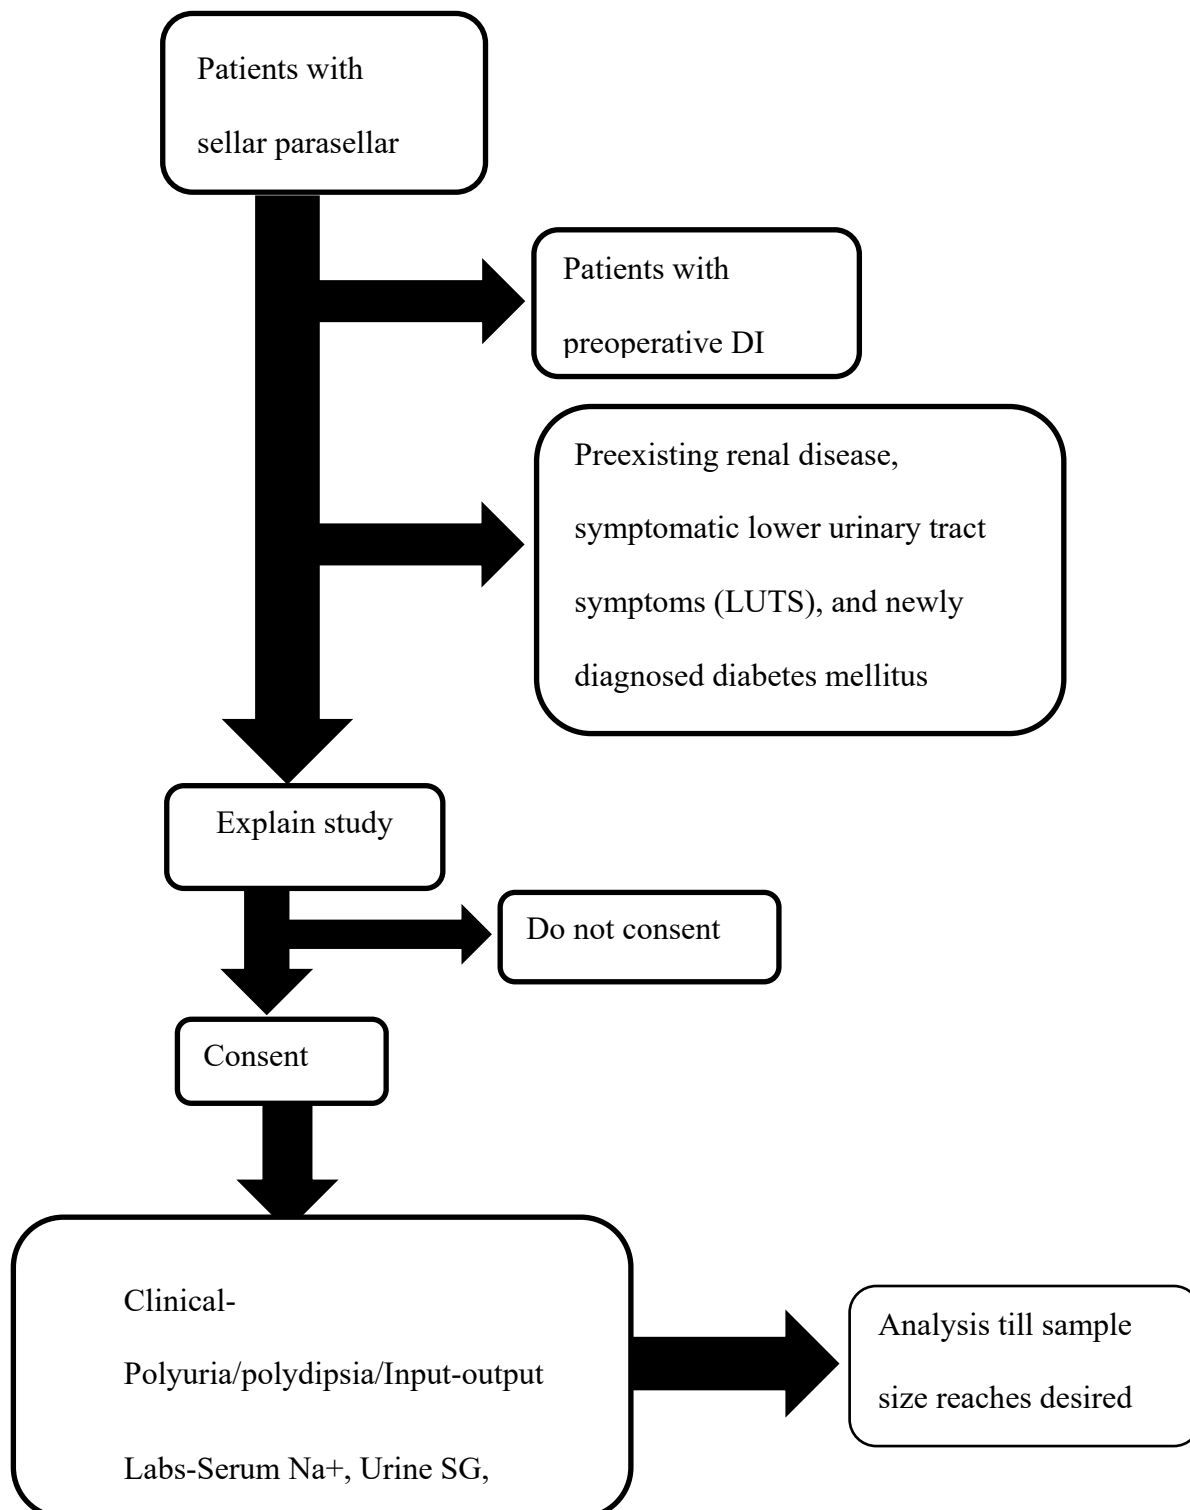 Patients with
sellar parasellar
Patients with
preoperative DI
Preexisting renal disease,
symptomatic lower urinary tract
symptoms (LUTS), and newly
diagnosed diabetes mellitus
Explain study
Do not consent
Consent
Clinical-
Polyuria/polydipsia/Input-output
Labs-Serum Na+, Urine SG,
Analysis till sample
size reaches desired